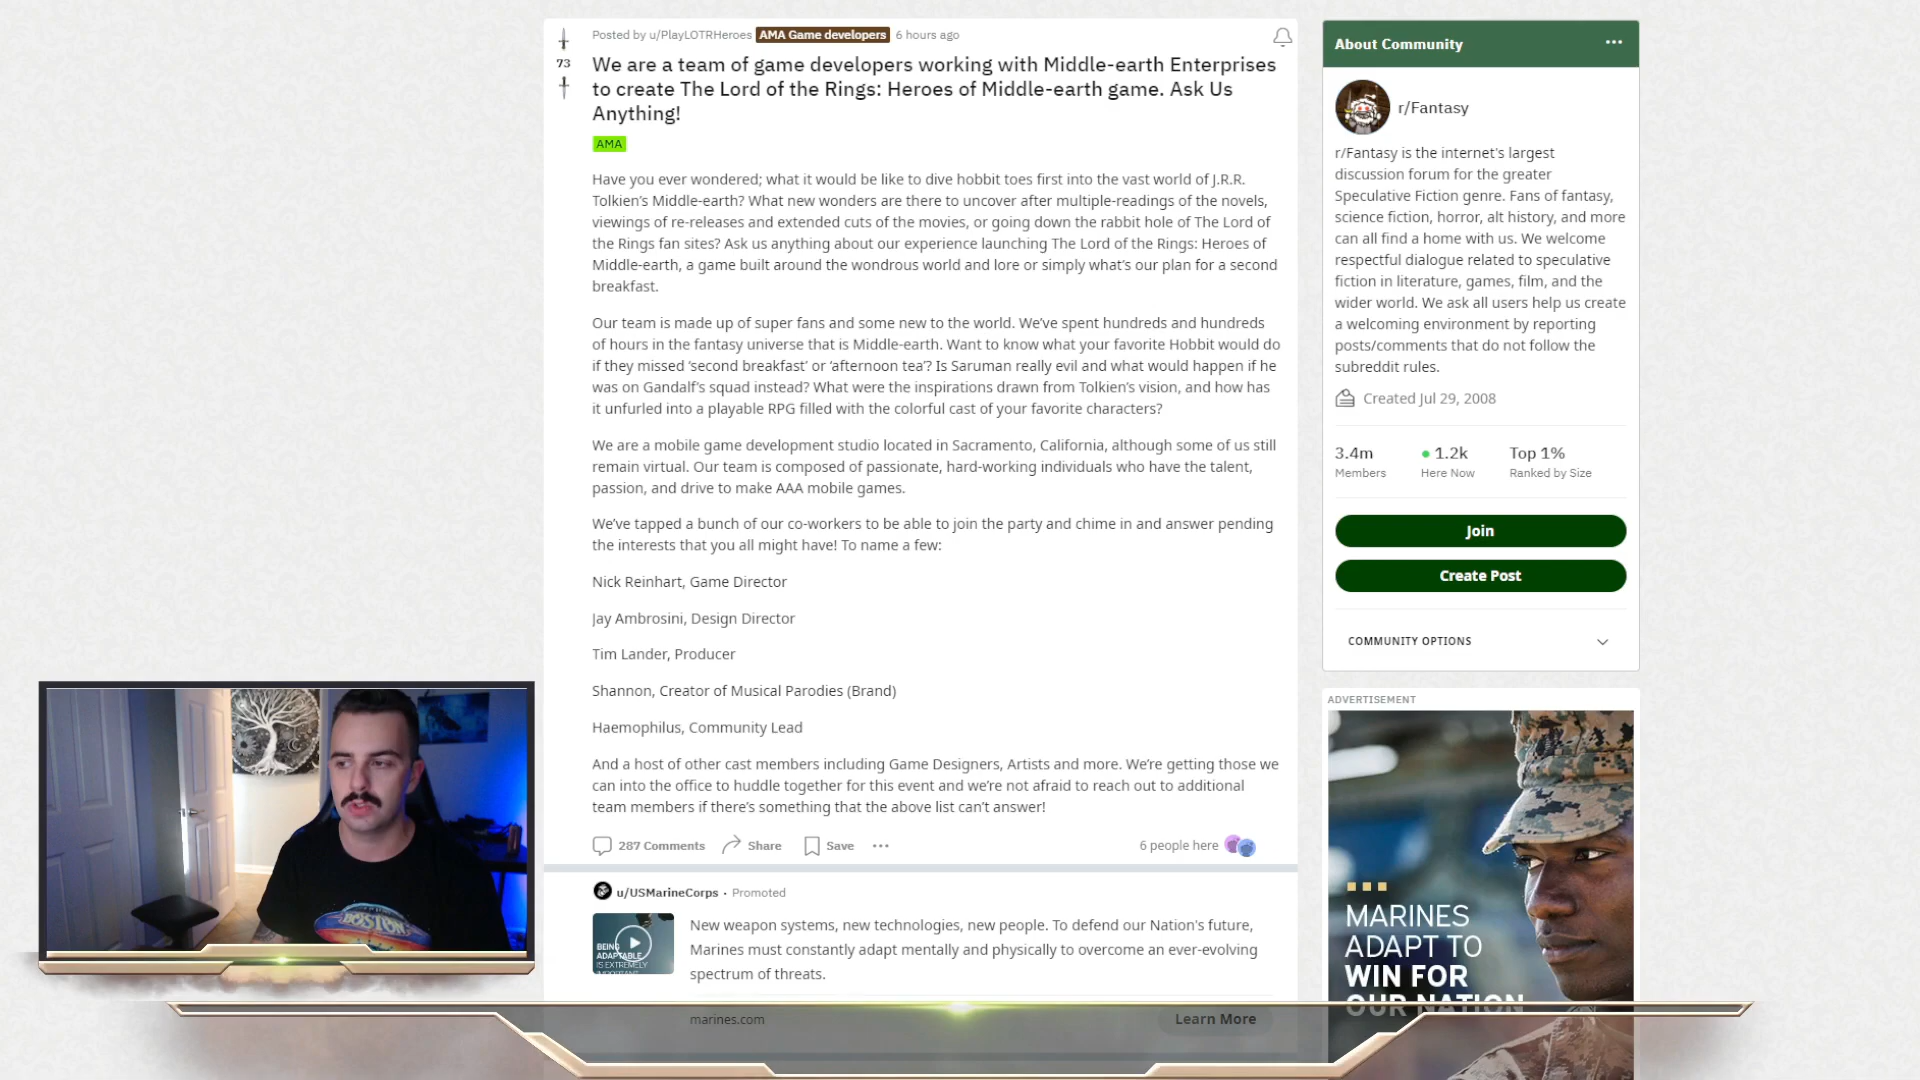 Posted by u/PlayLOTRHeroes AMA Game developers 6 hours ago
73
We are a team of game developers working with Middle-earth Enterprises
to create The Lord of the Rings: Heroes of Middle-earth game. Ask Us
Anything!
AMA
Have you ever wondered; what it would be like to dive hobbit toes first into the vast world of J.R.R.
Tolkien's Middle-earth? What new wonders are there to uncover after multiple-readings of the novels,
viewings of re-releases and extended cuts of the movies, or going down the rabbit hole of The Lord of
the Rings fan sites? Ask us anything about our experience launching The Lord of the Rings: Heroes of
Middle-earth, a game built around the wondrous world and lore or simply what's our plan for a second
breakfast.
Our team is made up of super fans and some new to the world. We've spent hundreds and hundreds
of hours in the fantasy universe that is Middle-earth. Want to know what your favorite Hobbit would do
if they missed 'second breakfast' or 'afternoon tea'? Is Saruman really evil and what would happen if he
was on Gandalf's squad instead? What were the inspirations drawn from Tolkien's vision, and how has
it unfurled into a playable RPG filled with the colorful cast of your favorite characters?
We are a mobile game development studio located in Sacramento, California, although some of us still
remain virtual. Our team is composed of passionate, hard-working individuals who have the talent,
passion, and drive to make AAA mobile games.
We've tapped a bunch of our co-workers to be able to join the party and chime in and answer pending
the interests that you all might have! To name a few:
Nick Reinhart, Game Director
Jay Ambrosini, Design Director
Tim Lander, Producer
Shannon, Creator of Musical Parodies (Brand)
Haemophilus, Community Lead
And a host of other cast members including Game Designers, Artists and more. We're getting those we
can into the office to huddle together for this event and we're not afraid to reach out to additional
team members if there's something that the above list can't answer!
287 Comments Share Save ••• 6 people here
u/USMarineCorps • Promoted
BEING
ADAPTABLE
IS EXTREMELY
IMPORTANT
New weapon systems, new technologies, new people. To defend our Nation's future,
Marines must constantly adapt mentally and physically to overcome an ever-evolving
spectrum of threats.
marines.com
Learn More
About Community
r/Fantasy
r/Fantasy is the internet's largest
discussion forum for the greater
Speculative Fiction genre. Fans of fantasy,
science fiction, horror, alt history, and more
can all find a home with us. We welcome
respectful dialogue related to speculative
fiction in literature, games, film, and the
wider world. We ask all users help us create
a welcoming environment by reporting
posts/comments that do not follow the
subreddit rules.
Created Jul 29, 2008
3.4m 1.2k Top 1%
Members Here Now Ranked by Size
Join
Create Post
COMMUNITY OPTIONS
ADVERTISEMENT
MARINES
ADAPT TO
WIN FOR
OUR NATION
BOSTON